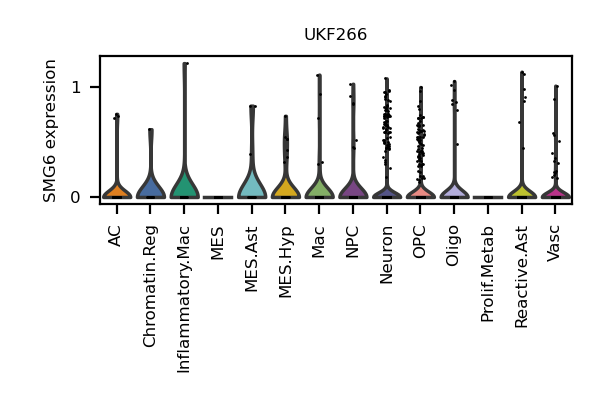 UKF266
SMG6 expression
1
0
AC
Chromatin.Reg
Inflammatory.Mac
MES
MES.Ast
MES.Hyp
Mac
NPC
Neuron
OPC
Oligo
Prolif.Metab
Reactive.Ast
Vasc